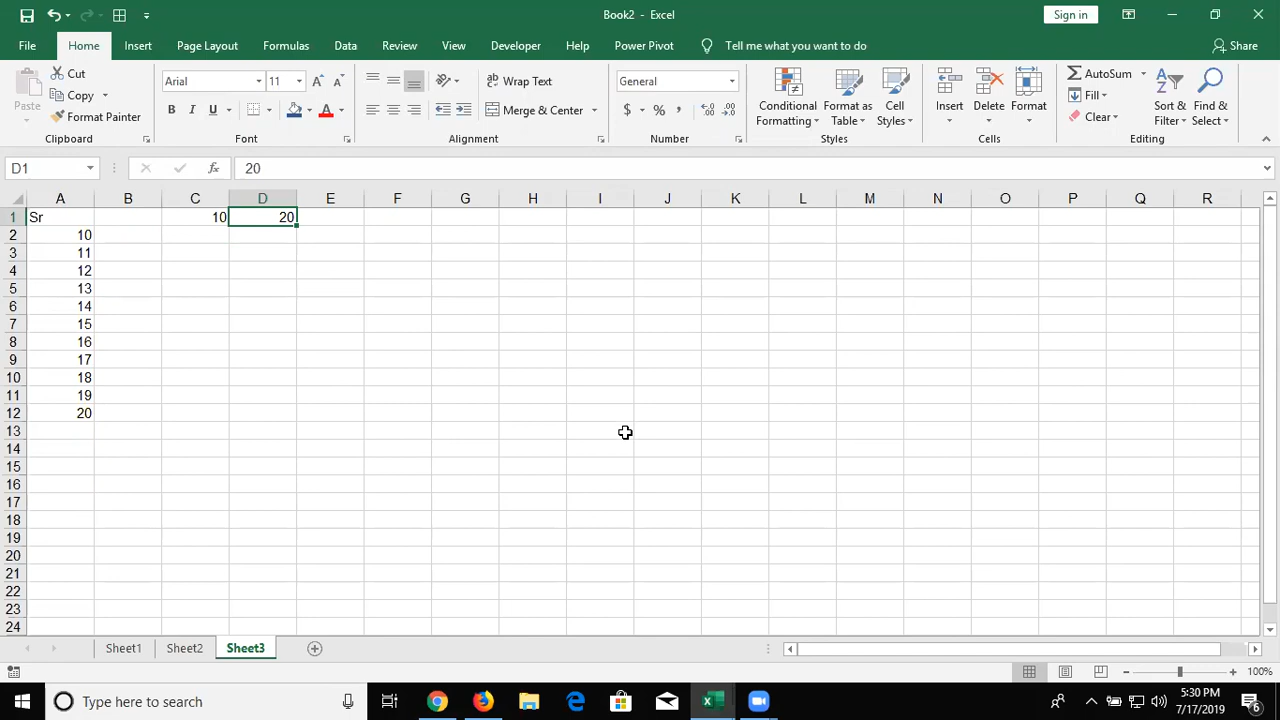 Book2 - Excel
Sign in
File Home Insert Page Layout Formulas Data Review View Developer Help Power Pivot Tell me what you want to do Share
Paste
Cut
Copy
Format Painter
Clipboard
Arial 11
B I U
Font
Wrap Text
Merge & Center
Alignment
General
$ % ,
Number
Conditional Formatting
Format as Table
Cell Styles
Styles
Insert Delete Format
Cells
AutoSum
Fill
Clear
Sort & Filter
Find & Select
Editing
D1 fx 20
A B C D E F G H I J K L M N O P Q R
1 Sr 10 20
2 10
3 11
4 12
5 13
6 14
7 15
8 16
9 17
10 18
11 19
12 20
13
14
15
16
17
18
19
20
21
22
23
24
Sheet1 Sheet2 Sheet3
100%
Type here to search
5:30 PM
7/17/2019
6